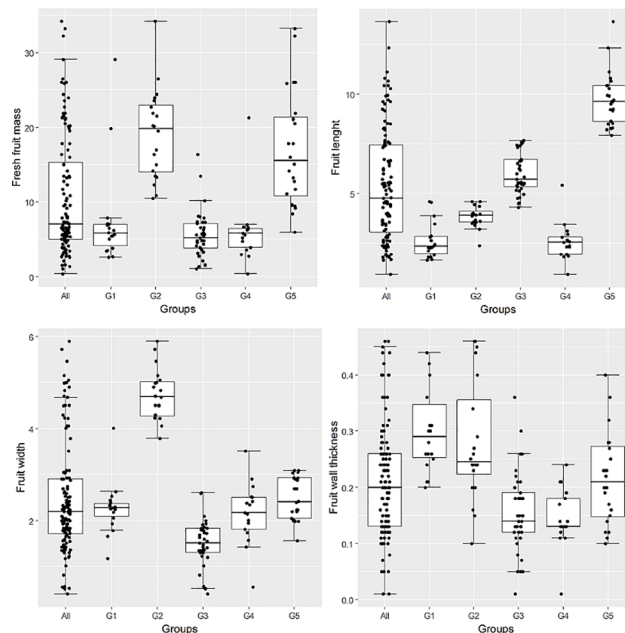 Fresh fruit mass
30
20
10
0
All G1 G2 G3 G4 G5
Groups
Fruit lenght
10
5
All G1 G2 G3 G4 G5
Groups
Fruit width
6
4
2
All G1 G2 G3 G4 G5
Groups
Fruit wall thickness
0.4
0.3
0.2
0.1
0.0
All G1 G2 G3 G4 G5
Groups